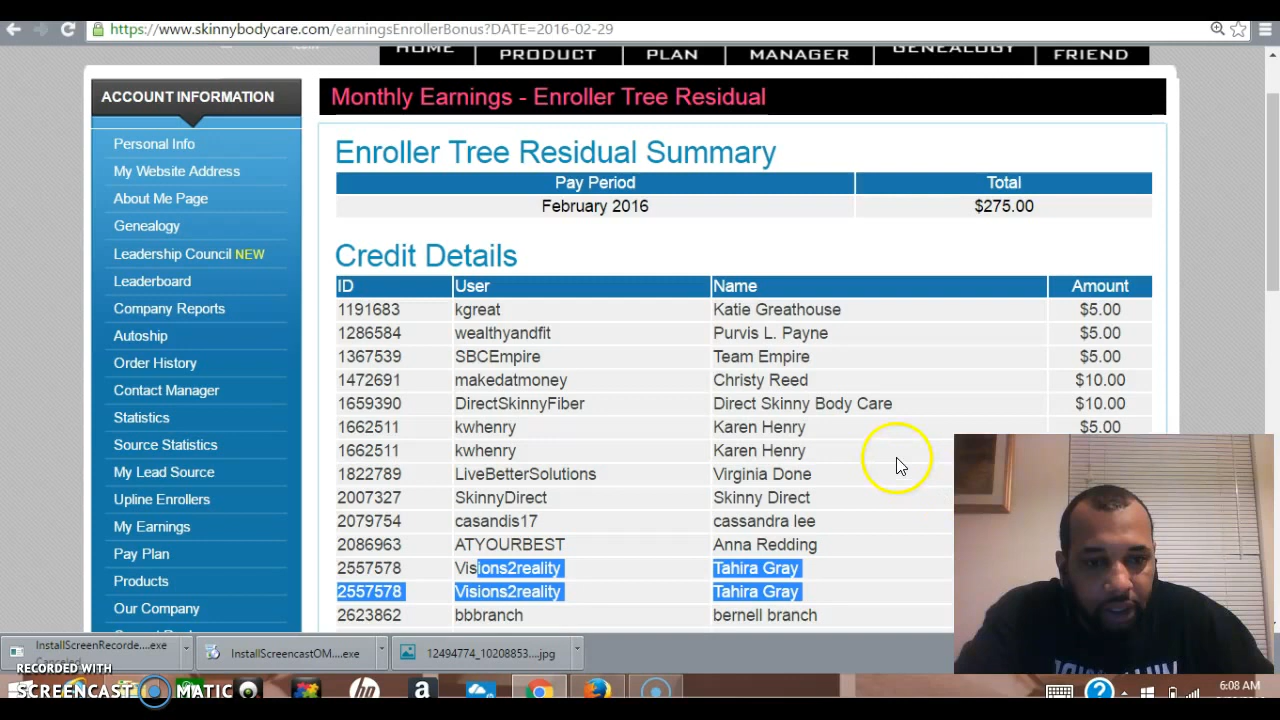 https://www.skinnybodycare.com/earningsEnrollerBonus?DATE=2016-02-29
HOME PRODUCT PLAN MANAGER GENEALOGY FRIEND
ACCOUNT INFORMATION
Personal Info
My Website Address
About Me Page
Genealogy
Leadership Council NEW
Leaderboard
Company Reports
Autoship
Order History
Contact Manager
Statistics
Source Statistics
My Lead Source
Upline Enrollers
My Earnings
Pay Plan
Products
Our Company
Monthly Earnings - Enroller Tree Residual
Enroller Tree Residual Summary
Pay Period Total
February 2016 $275.00
Credit Details
ID User Name Amount
1191683 kgreat Katie Greathouse $5.00
1286584 wealthyandfit Purvis L. Payne $5.00
1367539 SBCEmpire Team Empire $5.00
1472691 makedatmoney Christy Reed $10.00
1659390 DirectSkinnyFiber Direct Skinny Body Care $10.00
1662511 kwhenry Karen Henry $5.00
1662511 kwhenry Karen Henry
1822789 LiveBetterSolutions Virginia Done
2007327 SkinnyDirect Skinny Direct
2079754 casandis17 cassandra lee
2086963 ATYOURBEST Anna Redding
2557578 Visions2reality Tahira Gray
2557578 Visions2reality Tahira Gray
2623862 bbbranch bernell branch
InstallScreenRecorde....exe
Canceled
InstallScreencastOM....exe
12494774_10208853....jpg
RECORDED WITH
SCREENCAST MATIC
hp
a
6:08 AM